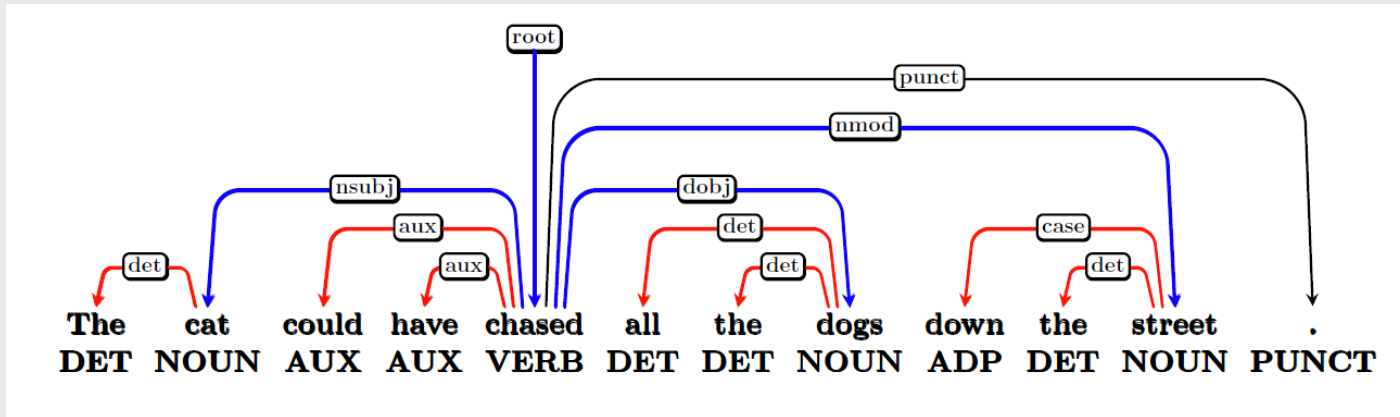 root
punct
nmod
nsubj dobj
aux det case
det aux det det
The cat could have chased all the dogs down the street .
DET NOUN AUX AUX VERB DET DET NOUN ADP DET NOUN PUNCT